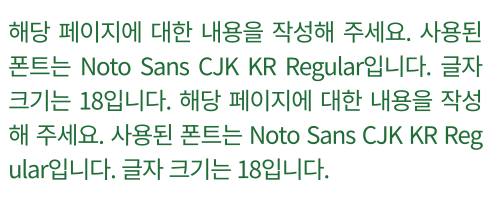 해당 페이지에 대한 내용을 작성해 주세요. 사용된
폰트는 Noto Sans CJK KR Regular입니다. 글자
크기는 18입니다. 해당 페이지에 대한 내용을 작성
해 주세요. 사용된 폰트는 Noto Sans CJK KR Reg
ular입니다. 글자 크기는 18입니다.